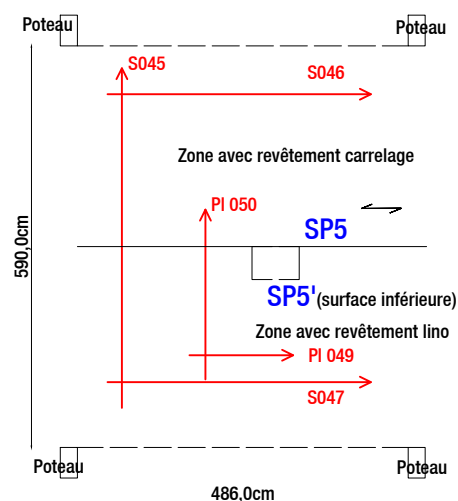 Poteau
Poteau
S045
S046
Zone avec revêtement carrelage
PI 050
SP5
590,0cm
SP5'(surface inférieure)
Zone avec revêtement lino
PI 049
S047
Poteau
Poteau
486,0cm